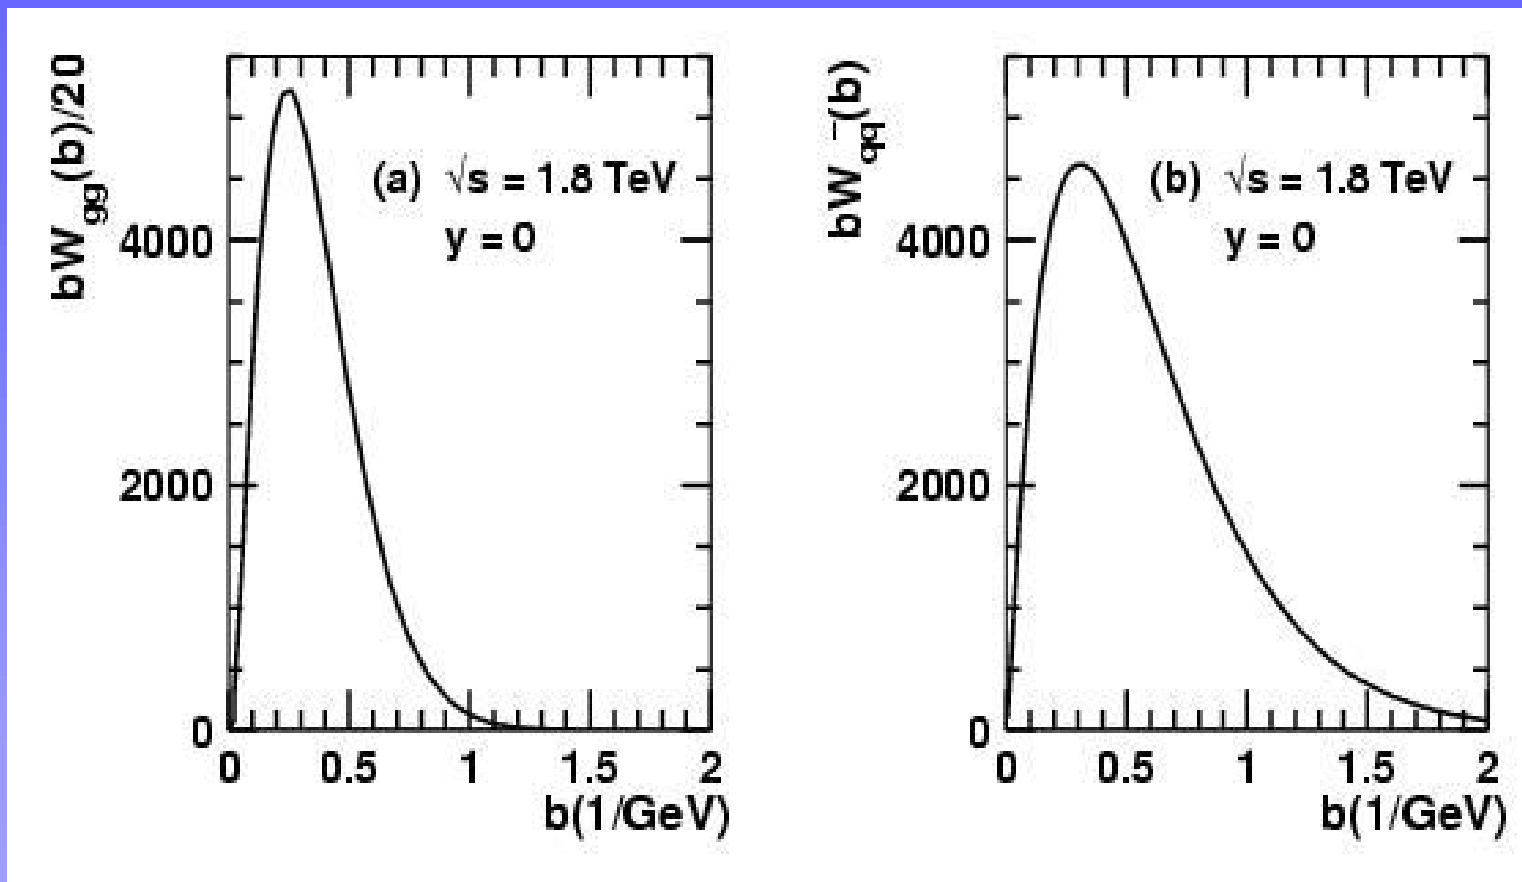 bW_gg(b)/20
(a) √s = 1.8 TeV
y = 0
4000
2000
0
0 0.5 1 1.5 2
b(1/GeV)
bW_qq̄(b)
(b) √s = 1.8 TeV
y = 0
4000
2000
0
0 0.5 1 1.5 2
b(1/GeV)